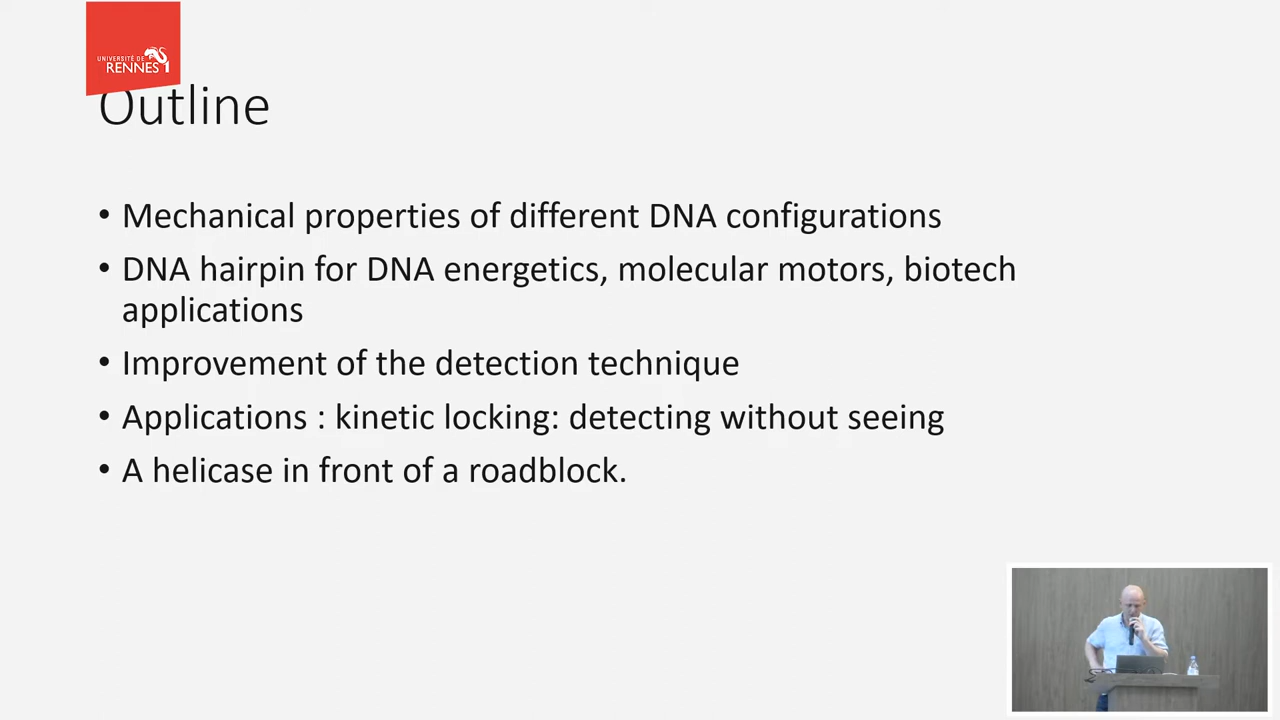 UNIVERSITÉ DE
RENNES 1
Outline
• Mechanical properties of different DNA configurations
• DNA hairpin for DNA energetics, molecular motors, biotech
applications
• Improvement of the detection technique
• Applications : kinetic locking: detecting without seeing
• A helicase in front of a roadblock.